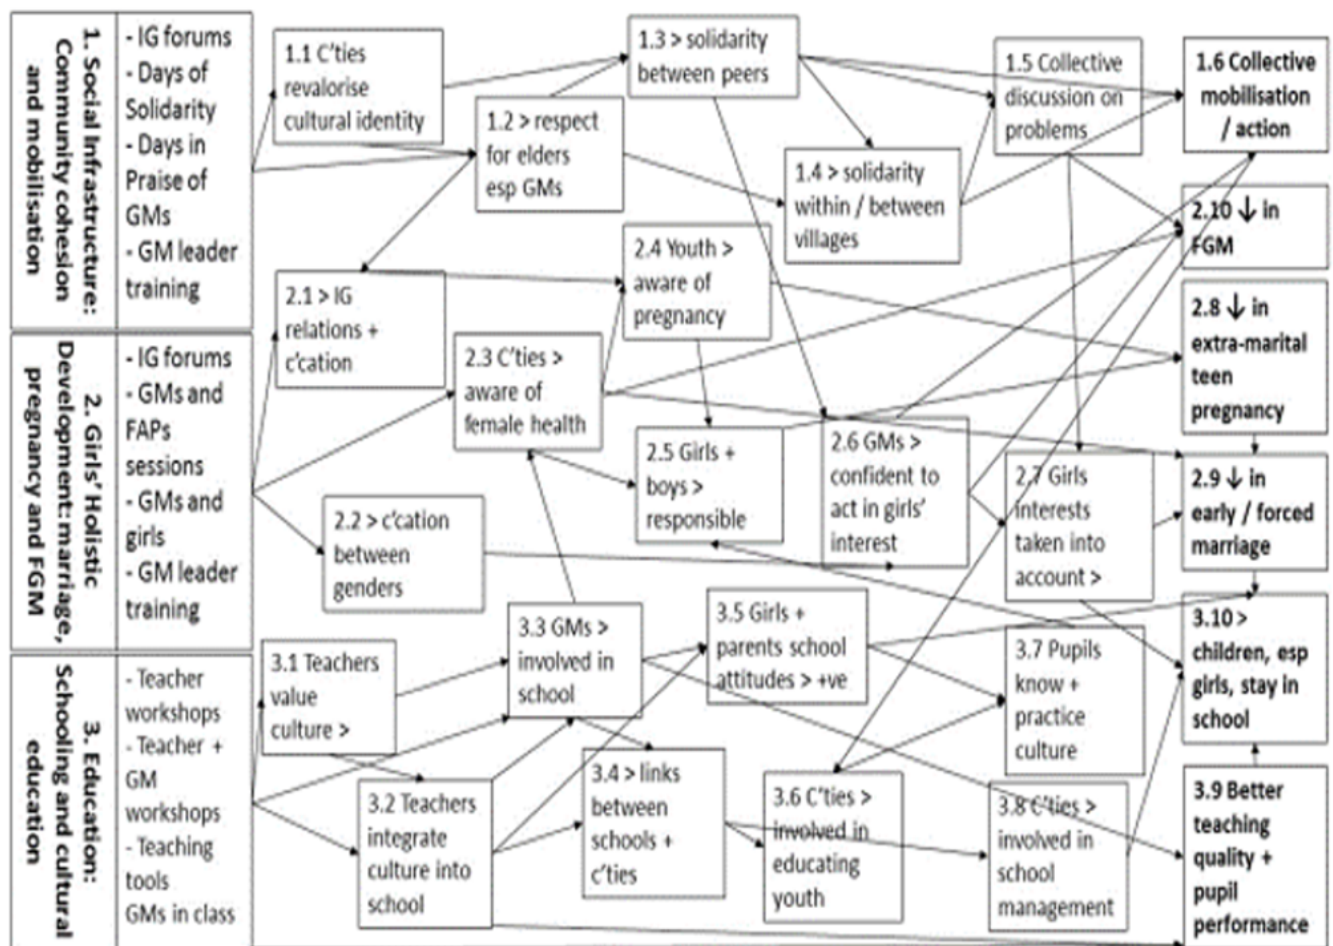 1. Social Infrastructure:
Community cohesion
and mobilisation
- IG forums
- Days of
Solidarity
- Days in
Praise of
GMs
- GM leader
training
1.1 C'ties
revalorise
cultural identity
1.2 > respect
for elders
esp GMs
1.3 > solidarity
between peers
1.4 > solidarity
within / between
villages
1.5 Collective
discussion on
problems
1.6 Collective
mobilisation
/ action
2. Girls' Holistic
Development: marriage,
pregnancy and FGM
- IG forums
- GMs and
FAPs
sessions
- GMs and
girls
- GM leader
training
2.1 > IG
relations +
c'cation
2.2 > c'cation
between
genders
2.3 C'ties >
aware of
female health
2.4 Youth >
aware of
pregnancy
2.5 Girls +
boys >
responsible
2.6 GMs >
confident to
act in girls'
interest
2.7 Girls
interests
taken into
account >
2.10 ↓ in
FGM
2.8 ↓ in
extra-marital
teen
pregnancy
2.9 ↓ in
early / forced
marriage
3. Education:
Schooling and cultural
education
- Teacher
workshops
- Teacher +
GM
workshops
- Teaching
tools
GMs in class
3.1 Teachers
value
culture >
3.2 Teachers
integrate
culture into
school
3.3 GMs >
involved in
school
3.4 > links
between
schools +
c'ties
3.5 Girls +
parents school
attitudes > +ve
3.6 C'ties >
involved in
educating
youth
3.7 Pupils
know +
practice
culture
3.8 C'ties >
involved in
school
management
3.10 >
children, esp
girls, stay in
school
3.9 Better
teaching
quality +
pupil
performance